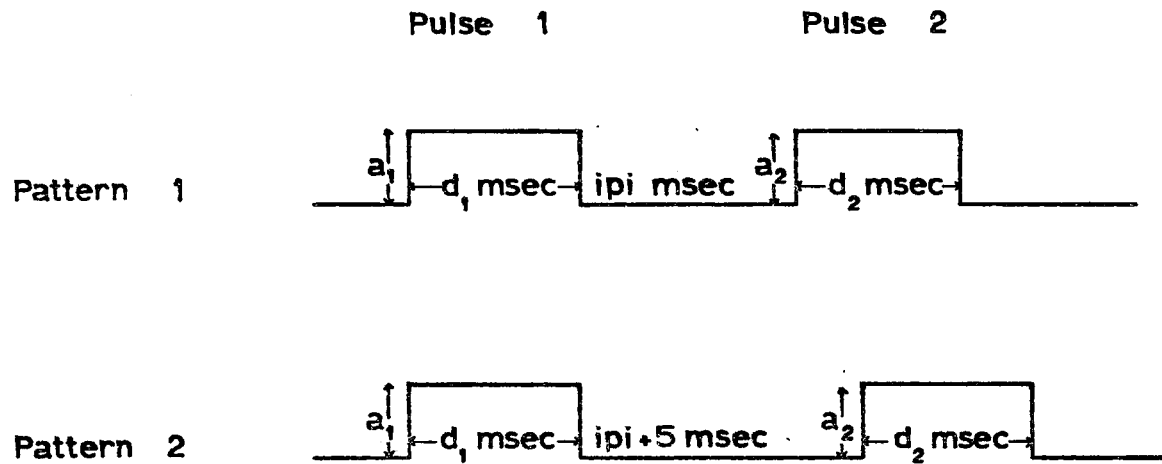 Pulse 1 Pulse 2
a₁ a₂
Pattern 1 d₁ msec ipi msec d₂ msec
a₁ a₂
Pattern 2 d₁ msec ipi+5 msec d₂ msec